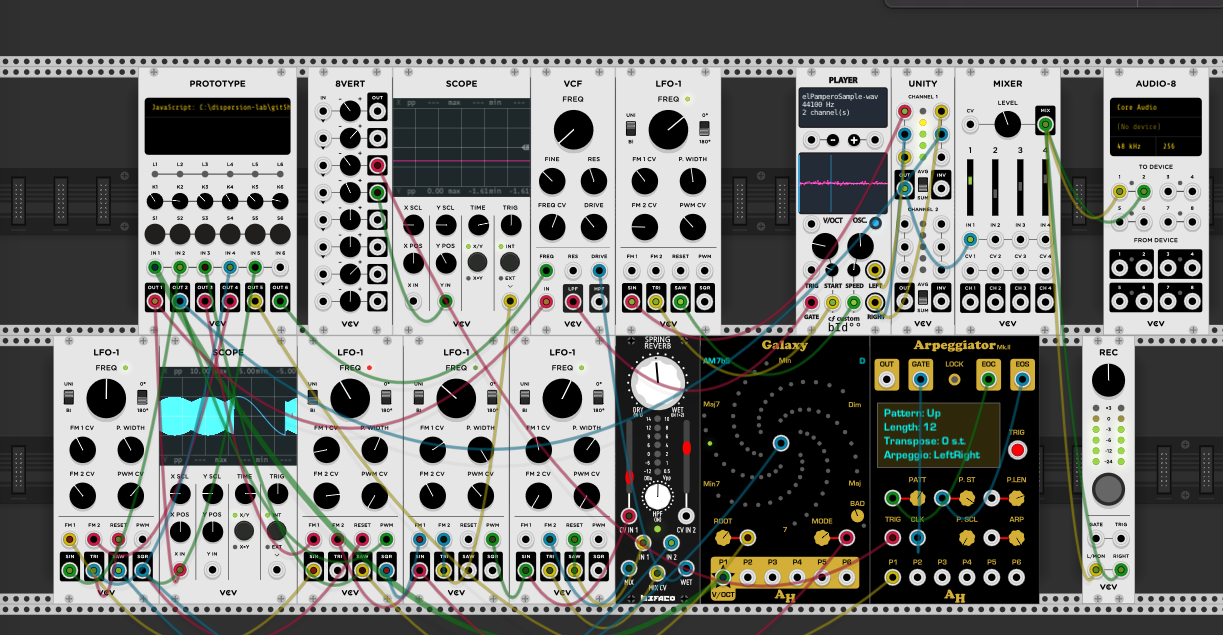 PROTOTYPE
JavaScript: C:\dispersion-lab\git5h
L1 L2 L3 L4 L5 L6
K1 K2 K3 K4 K5 K6
S1 S2 S3 S4 S5 S6
IN 1 IN 2 IN 3 IN 4 IN 5 IN 6
OUT 1 OUT 2 OUT 3 OUT 4 OUT 5 OUT 6
VCV
8VERT
IN OUT
VCV
SCOPE
pp --- max --- min ---
pp 0.00 max -1.61 min -1.61
X SCL Y SCL TIME TRIG
X/Y INT
X POS Y POS
X×Y EXT
X IN Y IN
VCV
VCF
FREQ
FINE RES
FREQ CV DRIVE
FREQ RES DRIVE
IN LPF HPF
VCV
LFO-1
FREQ
UNI 0°
BI 180°
FM 1 CV P. WIDTH
FM 2 CV PWM CV
FM 1 FM 2 RESET PWM
SIN TRI SAW SQR
VCV
PLAYER
elPamperoSample-wav
44100 Hz
2 channel(s)
V/OCT OSC.
TRIG START SPEED LEFT
GATE RIGHT
cf custom
bld
UNITY
CHANNEL 1
OUT AVG INV
SUM
CHANNEL 2
OUT AVG INV
SUM
VCV
MIXER
LEVEL
CV MIX
1 2 3 4
IN 1 IN 2 IN 3 IN 4
CV 1 CV 2 CV 3 CV 4
CH 1 CH 2 CH 3 CH 4
VCV
AUDIO-8
Core Audio
(No device)
48 kHz 256
TO DEVICE
1 2 3 4
5 6 7 8
FROM DEVICE
1 2 3 4
5 6 7 8
VCV
LFO-1
FREQ
UNI 0°
BI 180°
FM 1 CV P. WIDTH
FM 2 CV PWM CV
FM 1 FM 2 RESET PWM
SIN TRI SAW SQR
VCV
SCOPE
pp 10.00 max 5.00 min -5.00
pp --- max --- min ---
X SCL Y SCL TIME TRIG
X/Y INT
X POS Y POS
X×Y EXT
X IN Y IN
VCV
LFO-1
FREQ
UNI 0°
BI 180°
FM 1 CV P. WIDTH
FM 2 CV PWM CV
FM 1 FM 2 RESET PWM
SIN TRI SAW SQR
VCV
LFO-1
FREQ
UNI 0°
BI 180°
FM 1 CV P. WIDTH
FM 2 CV PWM CV
FM 1 FM 2 RESET PWM
SIN TRI SAW SQR
VCV
LFO-1
FREQ
UNI 0°
BI 180°
FM 1 CV P. WIDTH
FM 2 CV PWM CV
FM 1 FM 2 RESET PWM
SIN TRI SAW SQR
VCV
SPRING
REVERB
DRY WET
HPF
CV IN 1 CV IN 2
IN 1 IN 2
MIX WET
MIX CV
BEFACO
Galaxy
Min D
Maj7 Dim
Min7 Maj
BAD
ROOT 7 MODE
P1 P2 P3 P4 P5 P6
V/OCT
AH
Arpeggiator Mk.II
OUT GATE LOCK EOC EOS
Pattern: Up
Length: 12
Transpose: 0 s.t.
Arpeggio: LeftRight
TRIG
PATT P. ST P.LEN
TRIG CLK P.SCL ARP
P1 P2 P3 P4 P5 P6
AH
REC
+3
0
-3
-6
-12
-24
GATE TRIG
L/MON RIGHT
VCV